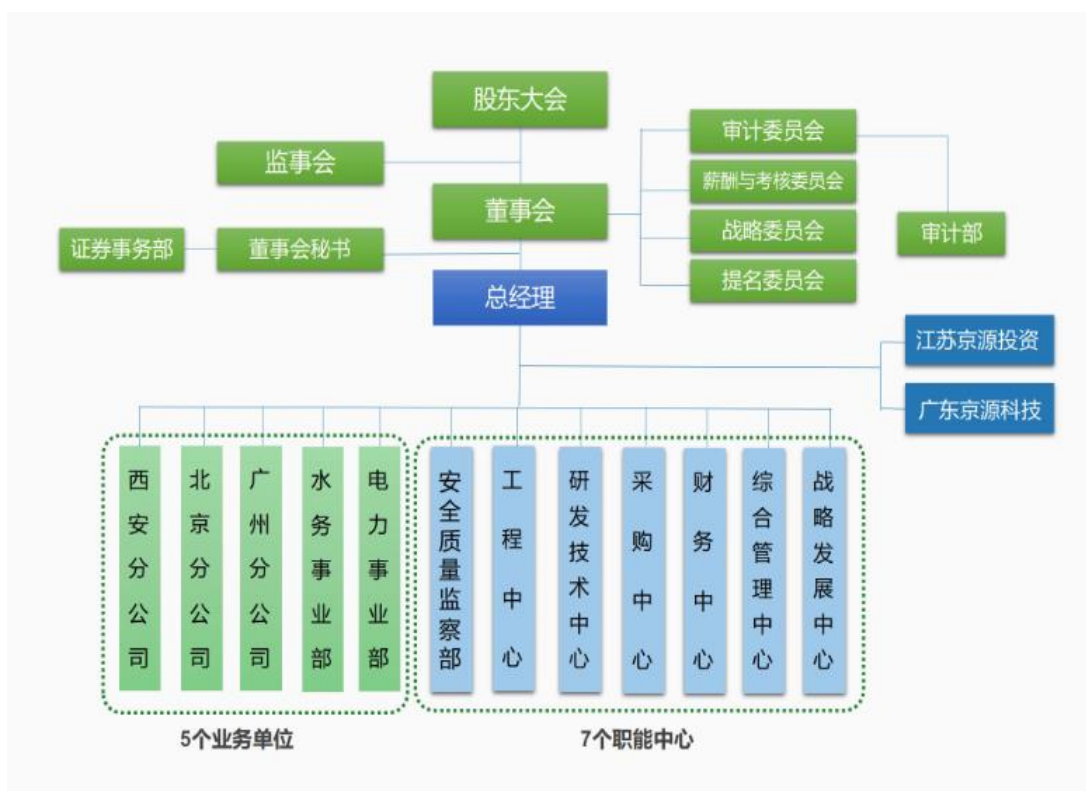 股东大会
监事会
董事会
证券事务部
董事会秘书
总经理
审计委员会
薪酬与考核委员会
战略委员会
提名委员会
审计部
江苏京源投资
广东京源科技
西安分公司
北京分公司
广州分公司
水务事业部
电力事业部
安全质量监察部
工程中心
研发技术中心
采购中心
财务中心
综合管理中心
战略发展中心
5个业务单位
7个职能中心